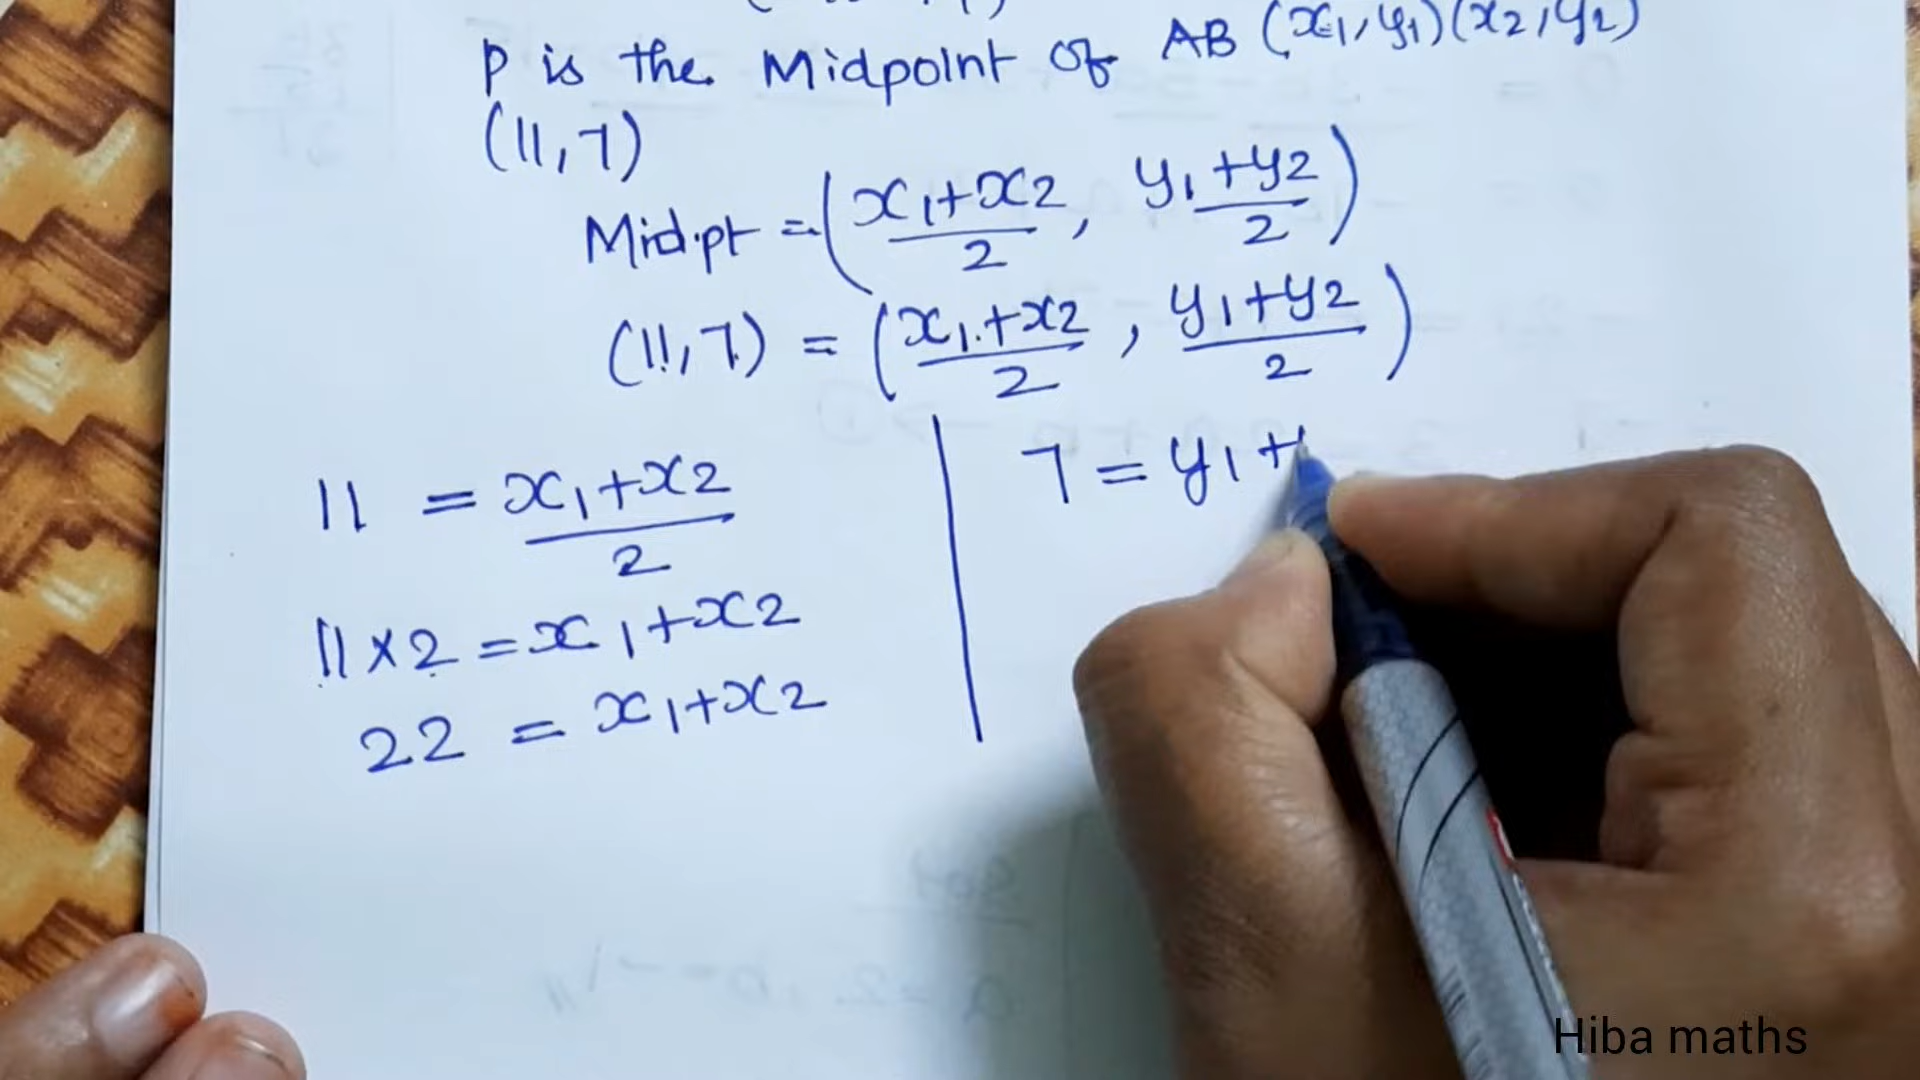 P is the Midpoint of AB (x1, y1) (x2, y2)
(11, 7)
Mid.pt = (x1+x2/2, y1+y2/2)
(11, 7) = (x1+x2/2, y1+y2/2)
11 = x1+x2/2
11×2 = x1+x2
22 = x1+x2
7 = y1+
Hiba maths